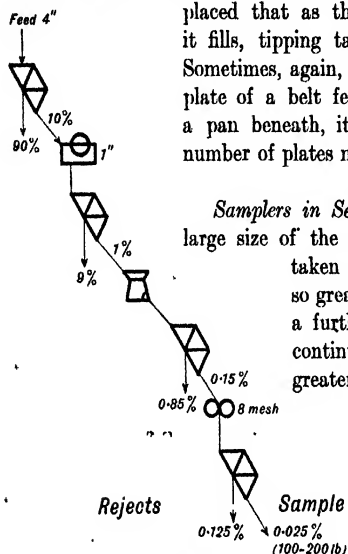 placed that as th
it fills, tipping ta
Sometimes, again,
plate of a belt fe
a pan beneath, it
number of plates n
Samplers in Se
large size of the
taken
so great
a furth
contin
greate
Feed 4"
10%
90%
1"
1%
9%
0·15%
0·85%
8 mesh
Rejects
Sample
0·125%
0·025%
(100-200 lb)